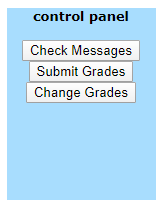 control panel
Check Messages
Submit Grades
Change Grades